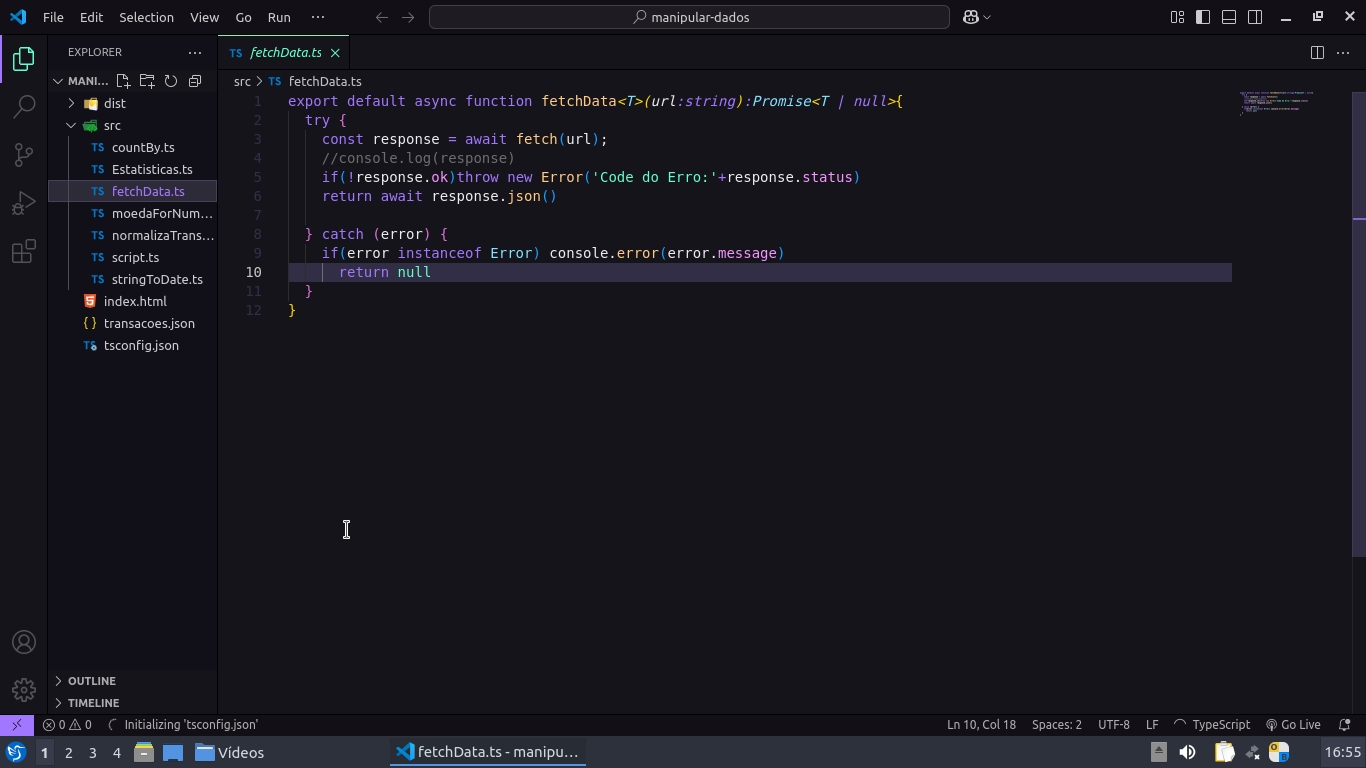 File Edit Selection View Go Run ···
manipular-dados
EXPLORER ···
TS fetchData.ts
MANI...
src > TS fetchData.ts
dist
src
TS countBy.ts
TS Estatisticas.ts
TS fetchData.ts
TS moedaForNum...
TS normalizaTrans...
TS script.ts
TS stringToDate.ts
index.html
{ } transacoes.json
TS tsconfig.json
1 export default async function fetchData<T>(url:string):Promise<T | null>{
2 try {
3 const response = await fetch(url);
4 //console.log(response)
5 if(!response.ok)throw new Error('Code do Erro:'+response.status)
6 return await response.json()
7
8 } catch (error) {
9 if(error instanceof Error) console.error(error.message)
10 return null
11 }
12 }
OUTLINE
TIMELINE
0 0 Initializing 'tsconfig.json' Ln 10, Col 18 Spaces: 2 UTF-8 LF TypeScript Go Live
1 2 3 4 Vídeos fetchData.ts - manipu... 16:55